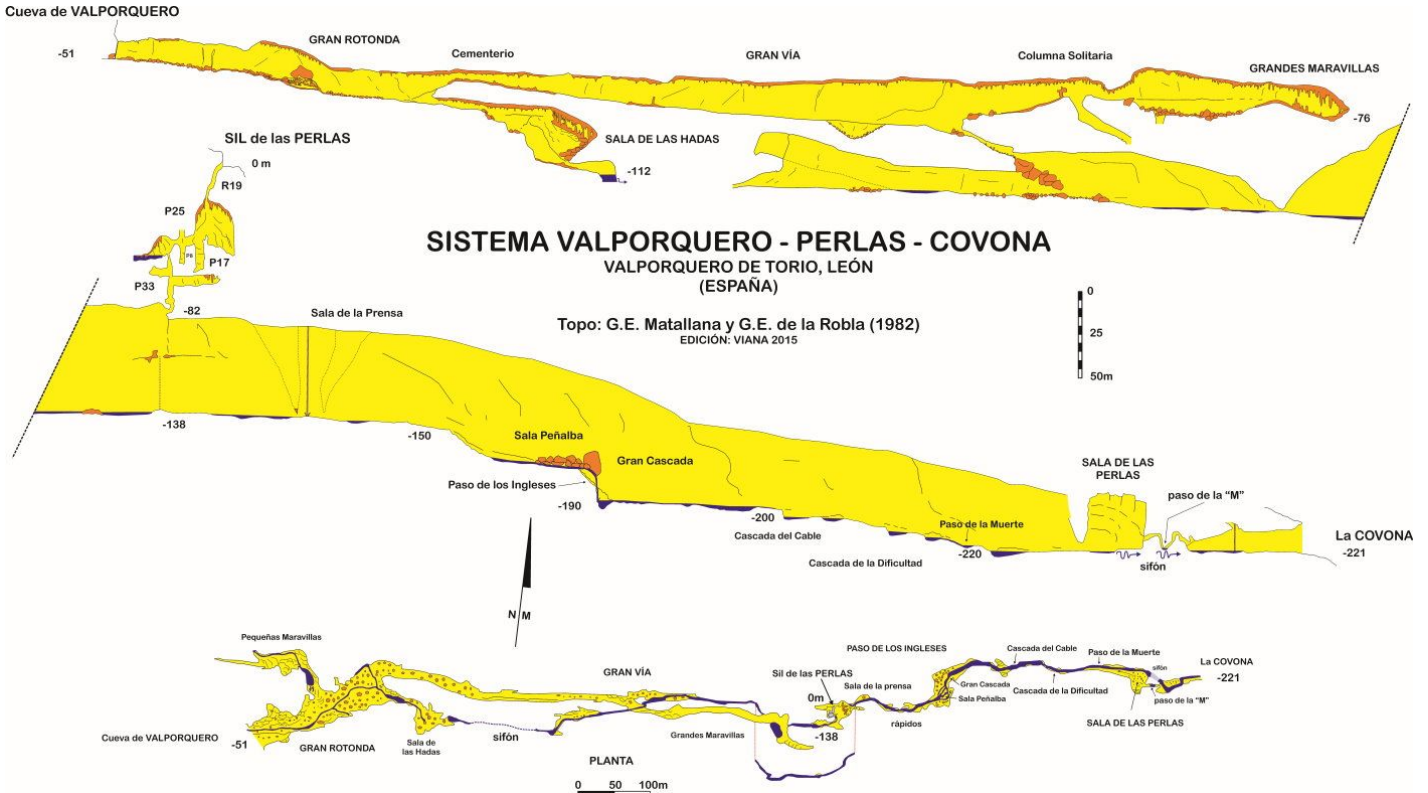 Cueva de VALPORQUERO
-51
GRAN ROTONDA
Cementerio
GRAN VÍA
Columna Solitaria
GRANDES MARAVILLAS
-76
SALA DE LAS HADAS
-112
SIL de las PERLAS
0 m
R19
P25
P8
P17
P33
-82
SISTEMA VALPORQUERO - PERLAS - COVONA
VALPORQUERO DE TORIO, LEÓN
(ESPAÑA)
Topo: G.E. Matallana y G.E. de la Robla (1982)
EDICIÓN: VIANA 2015
0
25
50m
Sala de la Prensa
-138
-150
Sala Peñalba
Gran Cascada
Paso de los Ingleses
-190
-200
Cascada del Cable
Paso de la Muerte
-220
Cascada de la Dificultad
SALA DE LAS
PERLAS
paso de la "M"
sifón
La COVONA
-221
N M
Pequeñas Maravillas
Cueva de VALPORQUERO
-51
GRAN ROTONDA
Sala de
las Hadas
sifón
GRAN VÍA
Grandes Maravillas
Sil de las PERLAS
0m
-138
Sala de la prensa
rápidos
PASO DE LOS INGLESES
Gran Cascada
Sala Peñalba
Cascada del Cable
Cascada de la Dificultad
Paso de la Muerte
sifón
La COVONA
-221
paso de la "M"
SALA DE LAS PERLAS
PLANTA
0 50 100m